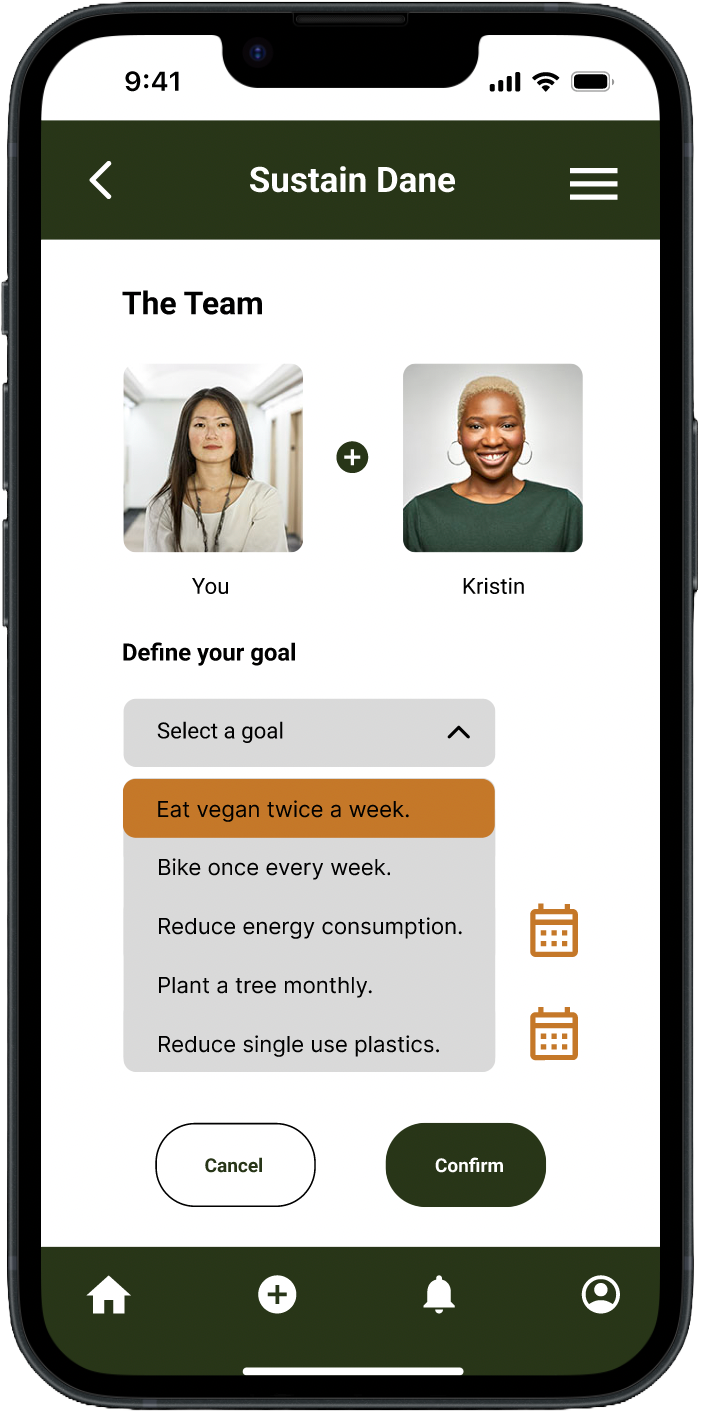 9:41
Sustain Dane
The Team
You
Kristin
Define your goal
Select a goal
Eat vegan twice a week.
Bike once every week.
Reduce energy consumption.
Plant a tree monthly.
Reduce single use plastics.
Cancel
Confirm